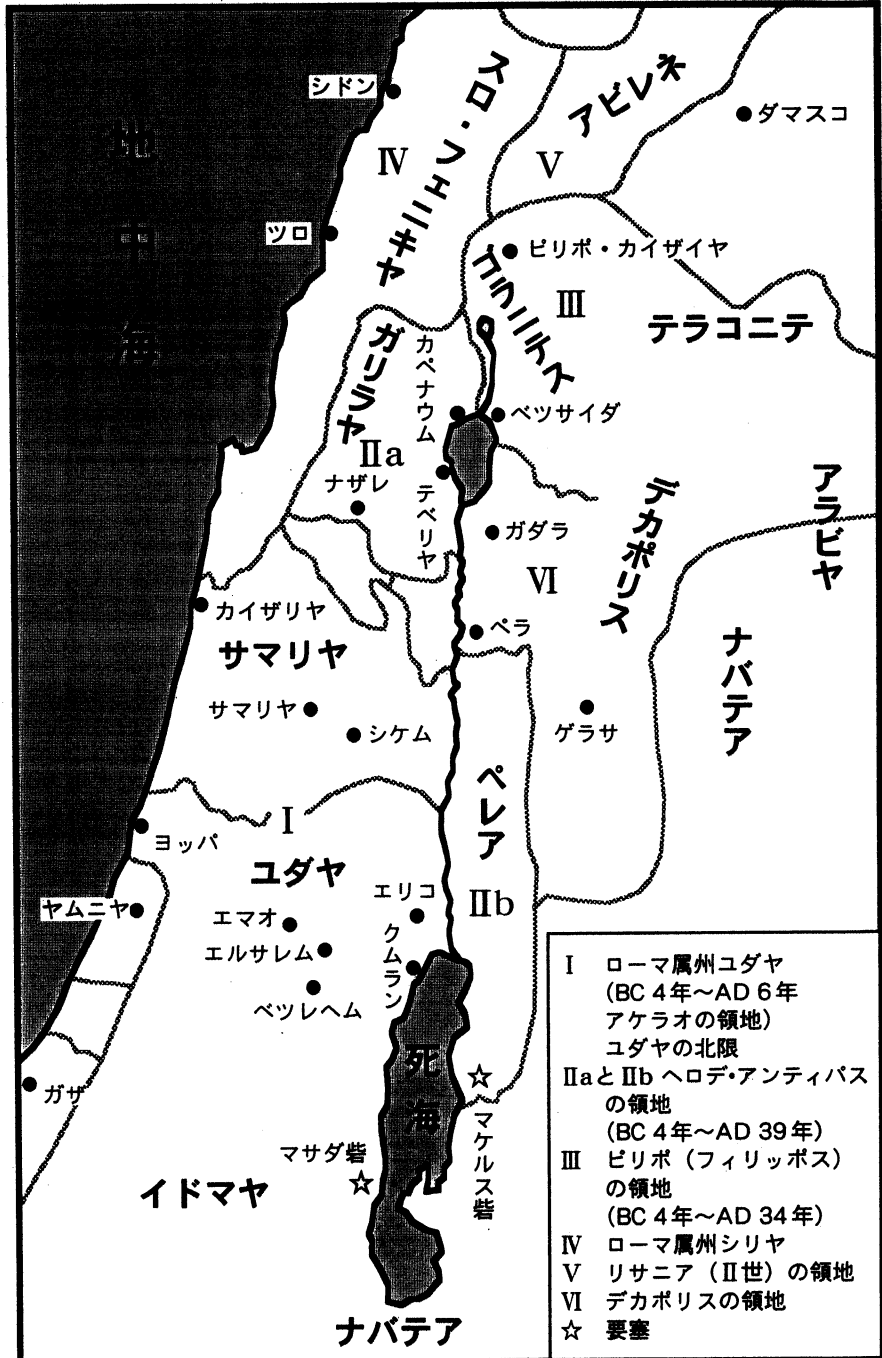 シドン
スロ・フェニキヤ
アビレネ
ダマスコ
地中海
Ⅳ
Ⅴ
ツロ
ピリポ・カイザイヤ
ゴラニテス
Ⅲ
テラコニテ
ガリラヤ
カペナウム
ベツサイダ
Ⅱa
ナザレ
テベリヤ
ガダラ
デカポリス
アラビヤ
Ⅵ
カイザリヤ
ペラ
サマリヤ
ナバテア
サマリヤ
シケム
ゲラサ
ペレア
Ⅰ
ヨッパ
ユダヤ
エリコ
Ⅱb
ヤムニヤ
エマオ
エルサレム
クムラン
ベツレヘム
死海
ガザ
☆
マケルス砦
マサダ砦
☆
イドマヤ
ナバテア
Ⅰ ローマ属州ユダヤ
(BC 4年〜AD 6年
アケラオの領地)
ユダヤの北限
ⅡaとⅡb ヘロデ・アンティパス
の領地
(BC 4年〜AD 39年)
Ⅲ ピリポ（フィリッポス）
の領地
(BC 4年〜AD 34年)
Ⅳ ローマ属州シリヤ
Ⅴ リサニア（Ⅱ世）の領地
Ⅵ デカポリスの領地
☆ 要塞